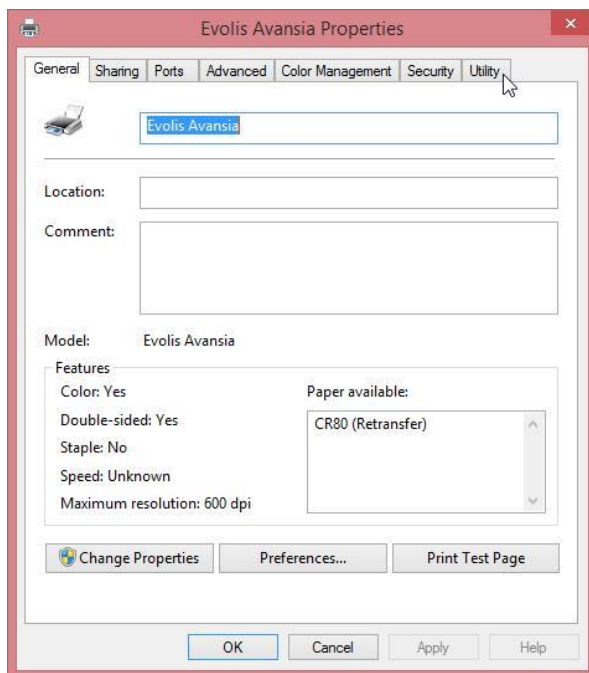 Evolis Avansia Properties
General Sharing Ports Advanced Color Management Security Utility
Evolis Avansia
Location:
Comment:
Model: Evolis Avansia
Features
Color: Yes
Double-sided: Yes
Staple: No
Speed: Unknown
Maximum resolution: 600 dpi
Paper available:
CR80 (Retransfer)
Change Properties Preferences... Print Test Page
OK Cancel Apply Help